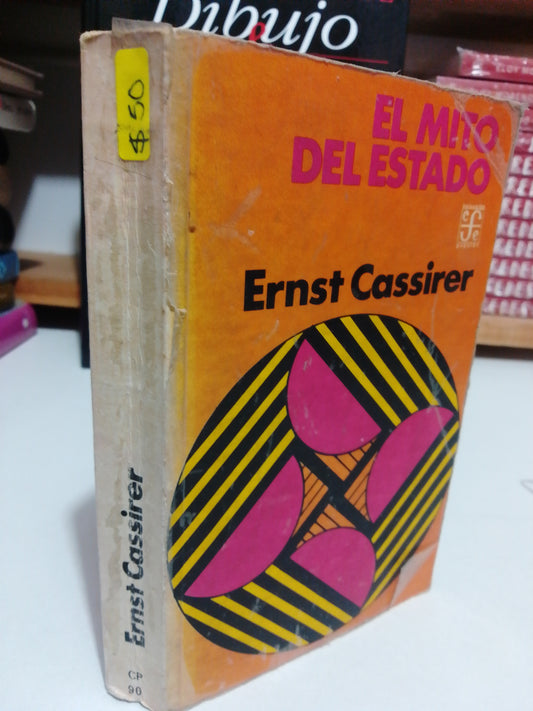 Dibujo
$50
EL MITO
DEL ESTADO
Ernst Cassirer
Ernst Cassirer
CP
90